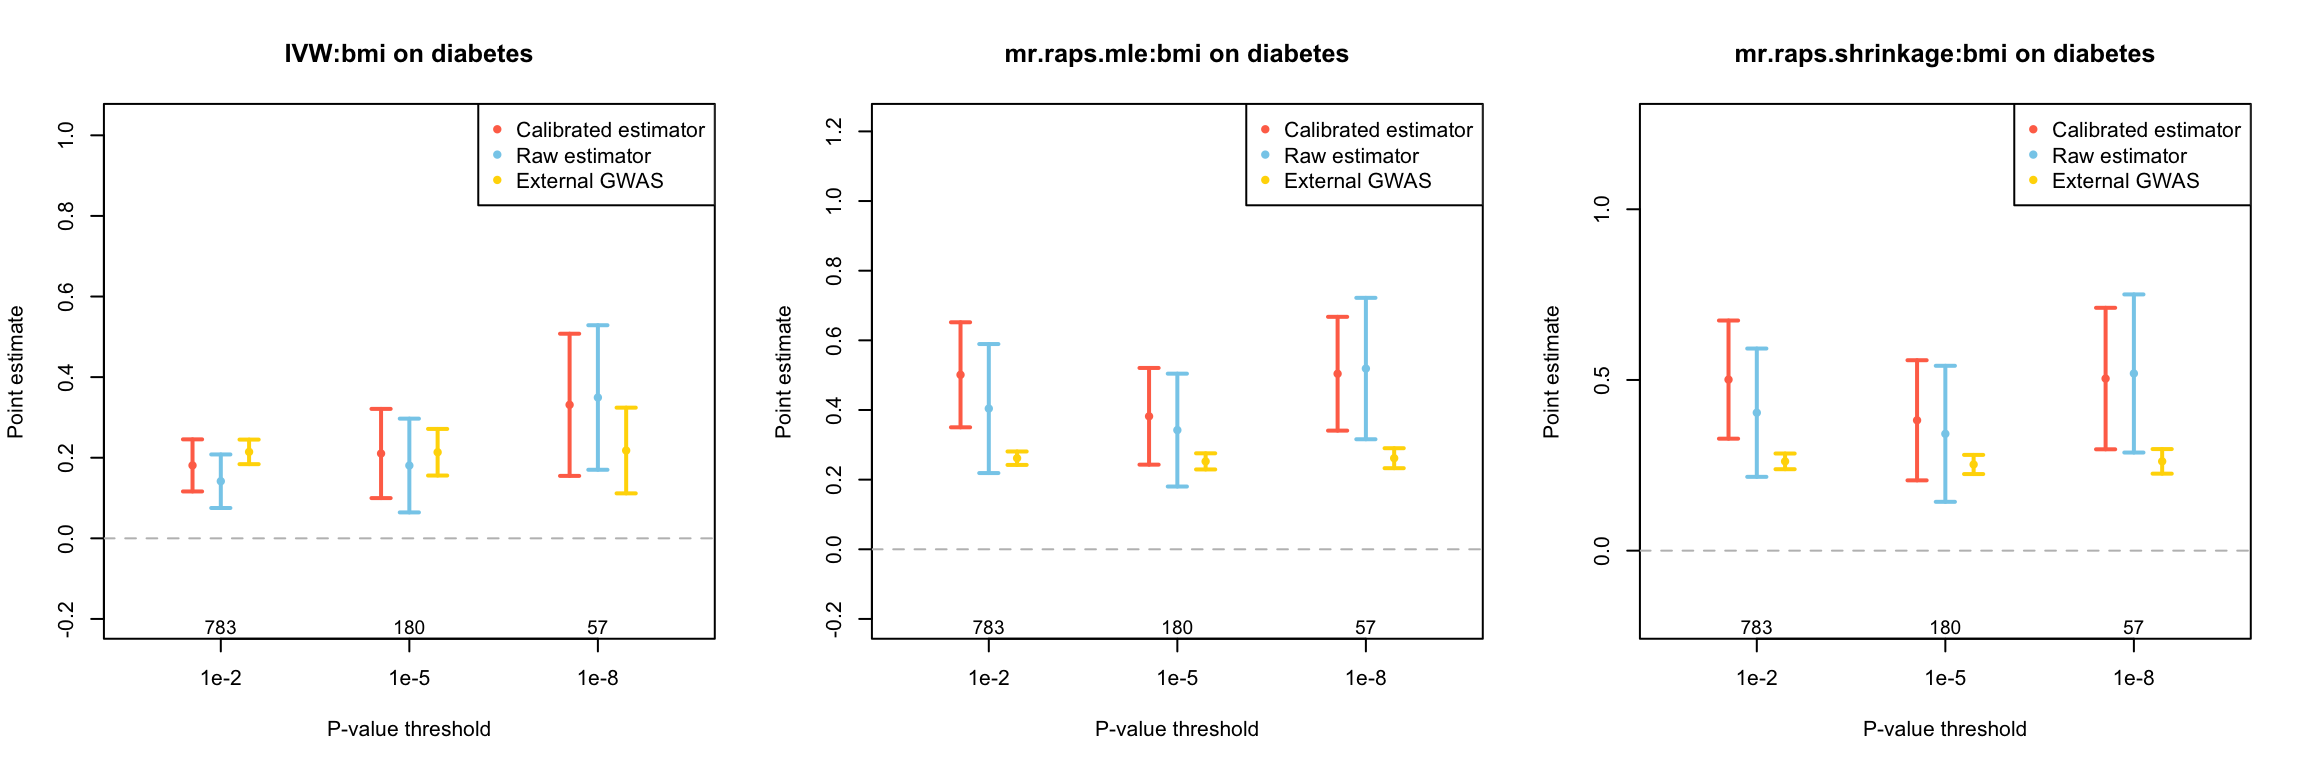 IVW:bmi on diabetes
Point estimate
1.0
0.8
0.6
0.4
0.2
0.0
-0.2
Calibrated estimator
Raw estimator
External GWAS
783 180 57
1e-2 1e-5 1e-8
P-value threshold
mr.raps.mle:bmi on diabetes
Point estimate
1.2
1.0
0.8
0.6
0.4
0.2
0.0
-0.2
Calibrated estimator
Raw estimator
External GWAS
783 180 57
1e-2 1e-5 1e-8
P-value threshold
mr.raps.shrinkage:bmi on diabetes
Point estimate
1.0
0.5
0.0
Calibrated estimator
Raw estimator
External GWAS
783 180 57
1e-2 1e-5 1e-8
P-value threshold